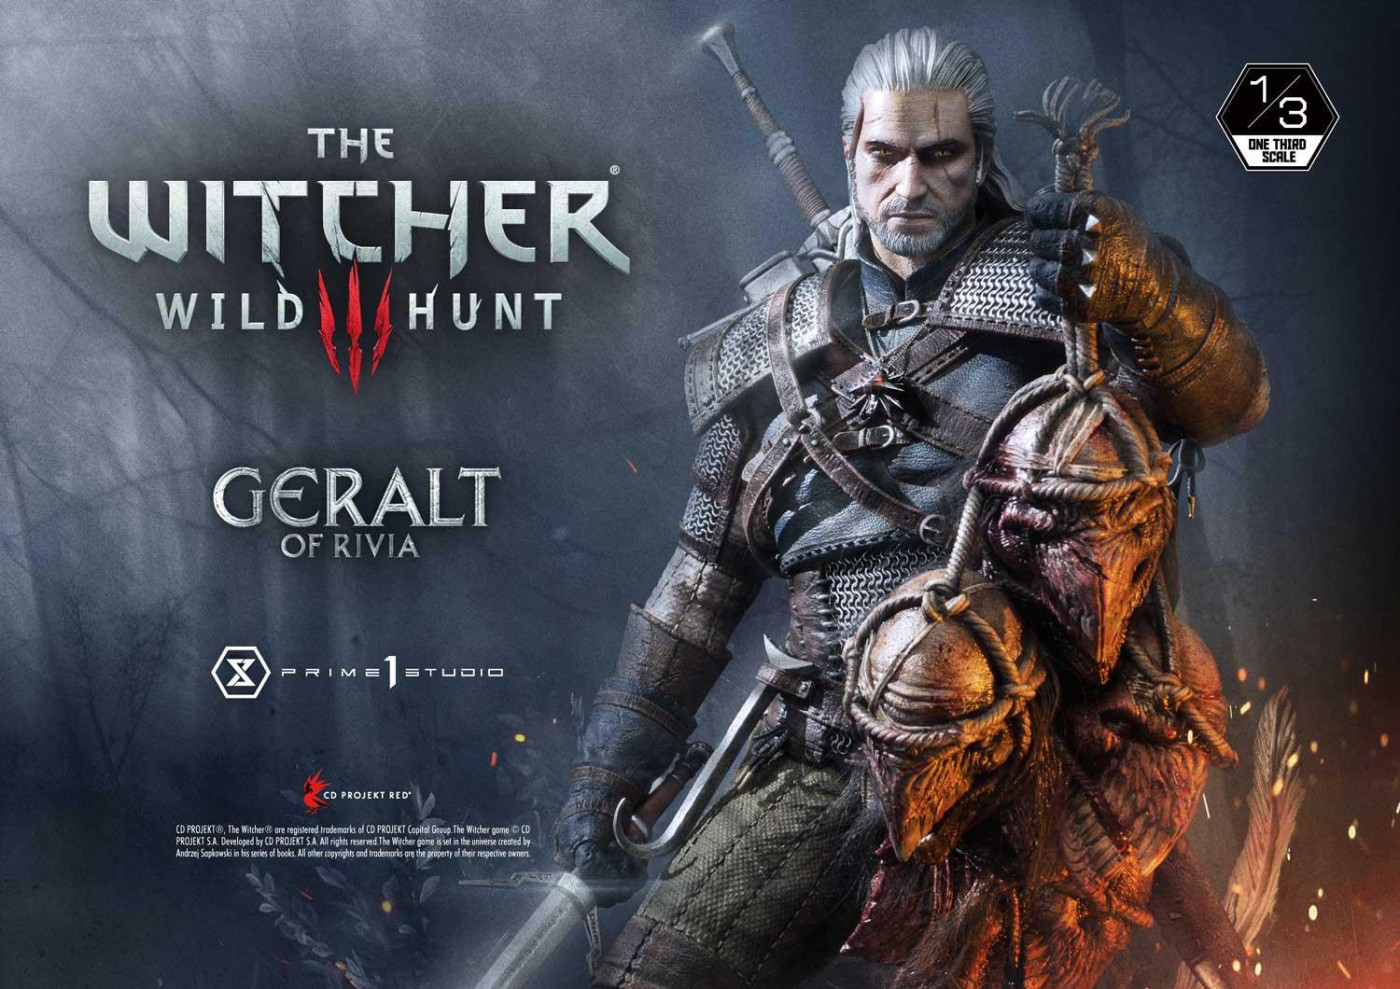 THE
WITCHER®
WILD III HUNT
GERALT
OF RIVIA
PRIME 1 STUDIO
CD PROJEKT RED®
CD PROJEKT®, The Witcher® are registered trademarks of CD PROJEKT Capital Group. The Witcher game © CD
PROJEKT S.A. Developed by CD PROJEKT S.A. All rights reserved. The Witcher game is set in the universe created by
Andrzej Sapkowski in his series of books. All other copyrights and trademarks are the property of their respective owners.
1/3
ONE THIRD
SCALE